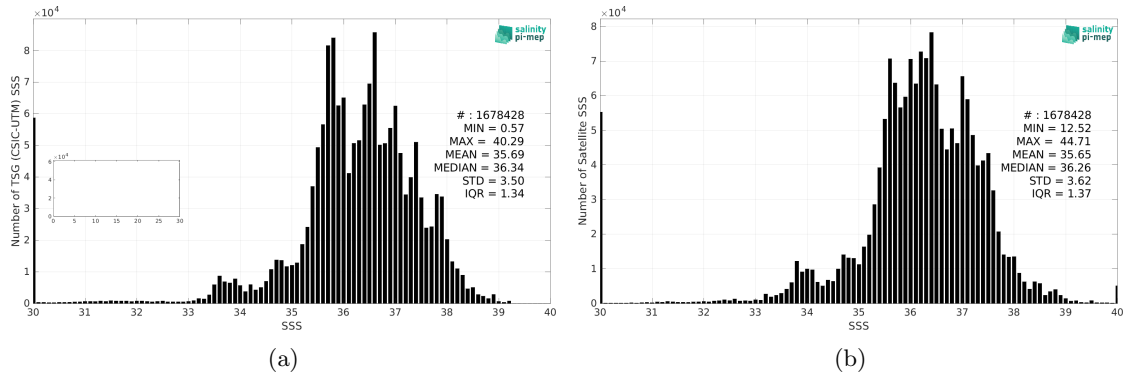 ×10⁴
8
7
6
5
4
3
2
1
0
Number of TSG (CSIC-UTM) SSS
salinity
pi-mep
# : 1678428
MIN = 0.57
MAX = 40.29
MEAN = 35.69
MEDIAN = 36.34
STD = 3.50
IQR = 1.34
×10⁴
6
4
2
0
0 5 10 15 20 25 30
30 31 32 33 34 35 36 37 38 39 40
SSS
(a)
×10⁴
8
7
6
5
4
3
2
1
0
Number of Satellite SSS
salinity
pi-mep
# : 1678428
MIN = 12.52
MAX = 44.71
MEAN = 35.65
MEDIAN = 36.26
STD = 3.62
IQR = 1.37
30 31 32 33 34 35 36 37 38 39 40
SSS
(b)